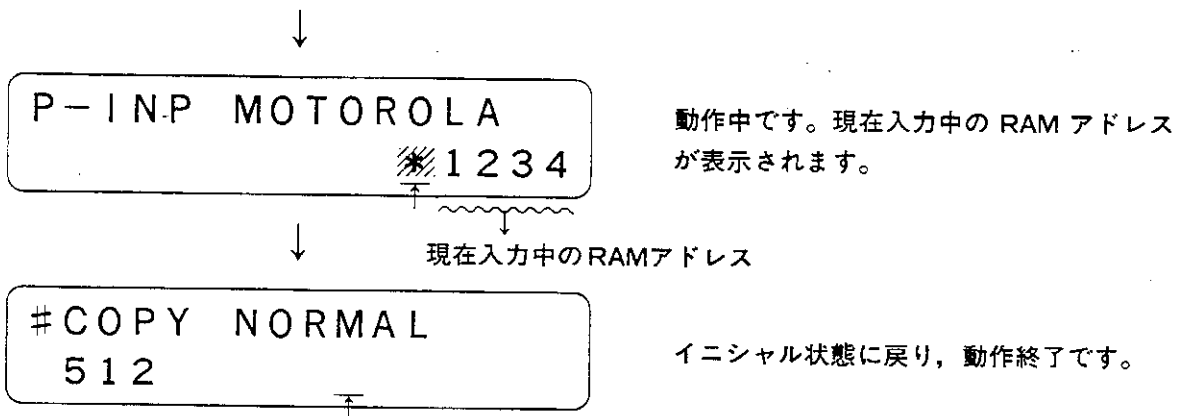 P-INP MOTOROLA
*1234
動作中です。現在入力中の RAM アドレス
が表示されます。
現在入力中のRAMアドレス
#COPY NORMAL
512
イニシャル状態に戻り,動作終了です。